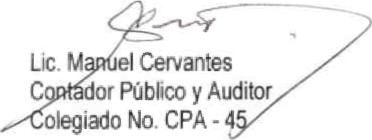 Lic. Manuel Cervantes
Contador Público y Auditor
Colegiado No. CPA - 45